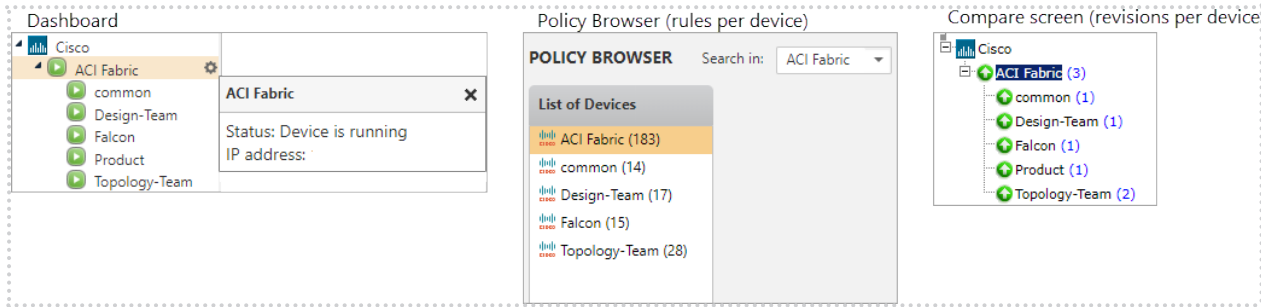 Dashboard
Cisco
ACI Fabric
common
Design-Team
Falcon
Product
Topology-Team
ACI Fabric
Status: Device is running
IP address:
Policy Browser (rules per device)
POLICY BROWSER Search in: ACI Fabric
List of Devices
ACI Fabric (183)
common (14)
Design-Team (17)
Falcon (15)
Topology-Team (28)
Compare screen (revisions per device
Cisco
ACI Fabric (3)
common (1)
Design-Team (1)
Falcon (1)
Product (1)
Topology-Team (2)